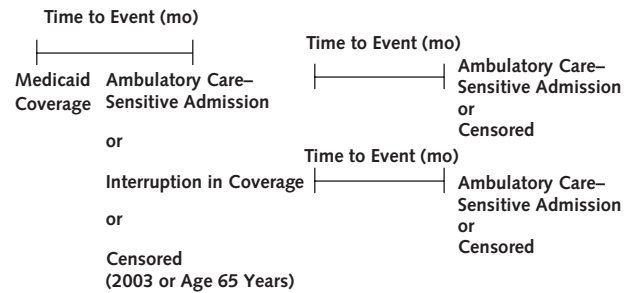 Time to Event (mo)
Medicaid Coverage
Ambulatory Care–
Sensitive Admission
or
Interruption in Coverage
or
Censored
(2003 or Age 65 Years)
Time to Event (mo)
Ambulatory Care–
Sensitive Admission
or
Censored
Time to Event (mo)
Ambulatory Care–
Sensitive Admission
or
Censored